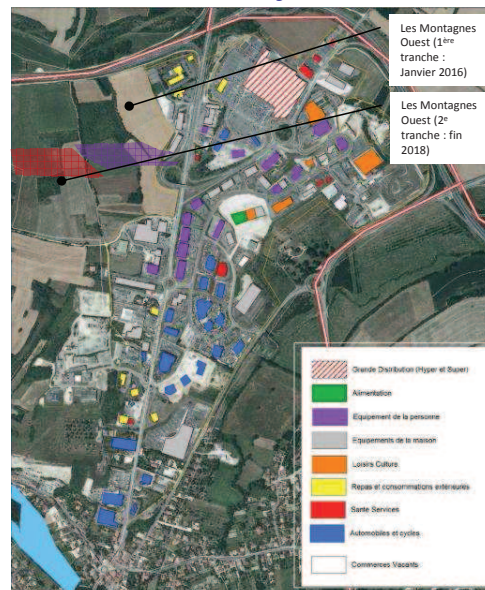 Les Montagnes
Ouest (1ère
tranche :
Janvier 2016)
Les Montagnes
Ouest (2e
tranche : fin
2018)
Grande Distribution (Hyper et Super)
Alimentation
Equipement de la personne
Equipements de la maison
Loisirs Culture
Repas et consommations extérieures
Sante Services
Automobiles et cycles
Commerces Vacants